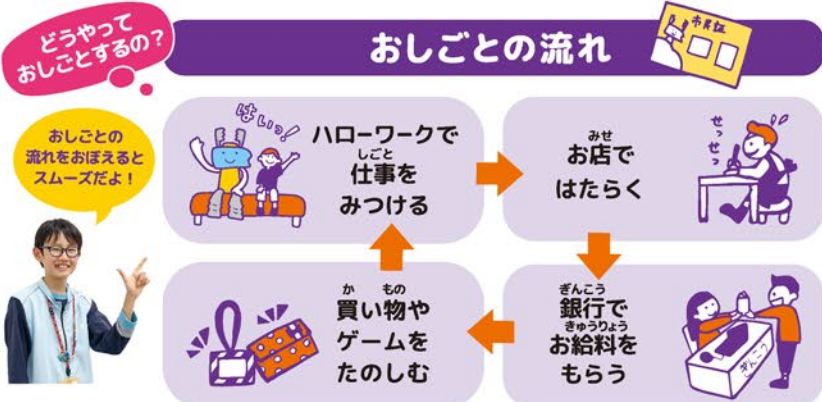 どうやって
おしごとするの？
おしごとの流れ
市民証
おしごとの
流れをおぼえると
スムーズだよ！
はいっ！
ハローワークで
しごと
仕事を
みつける
みせ
お店で
はたらく
せっせっ
ぎんこう
銀行で
きゅうりょう
お給料を
もらう
ぎんこう
か もの
買い物や
ゲームを
たのしむ